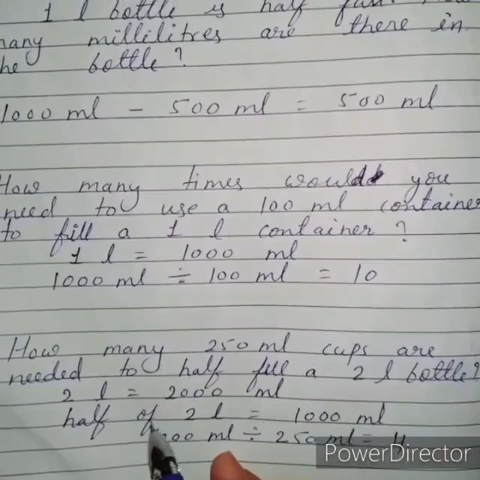 1 l bottle is half
many millilitres are there in
he bottle?
1000 ml - 500 ml = 500 ml
How many times would you
need to use a 100 ml container
to fill a 1 l container?
1 l = 1000 ml
1000 ml ÷ 100 ml = 10
How many 250 ml cups are
needed to half fill a 2 l bottle?
2 l = 2000 ml
half of 2 l = 1000 ml
000 ml ÷ 250 ml = 4
PowerDirector